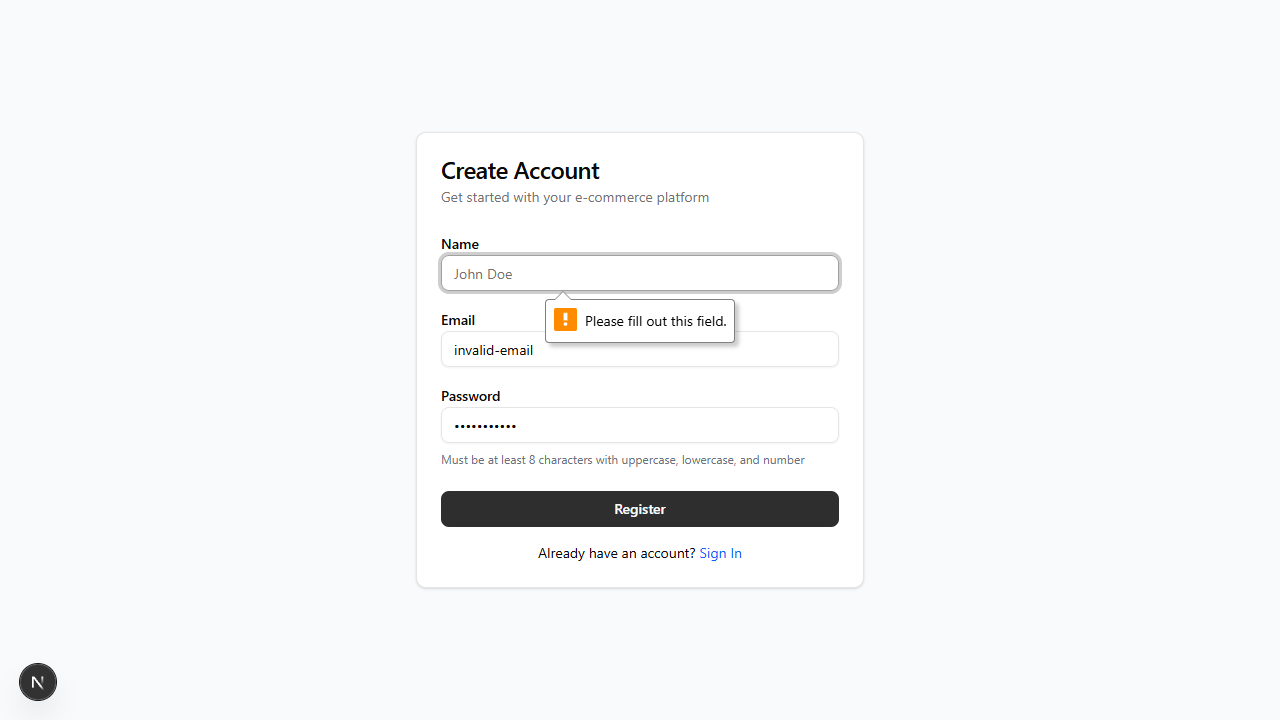 Create Account
Get started with your e-commerce platform
Name
John Doe
Please fill out this field.
Email
invalid-email
Password
•••••••••••
Must be at least 8 characters with uppercase, lowercase, and number
Register
Already have an account? Sign In
N